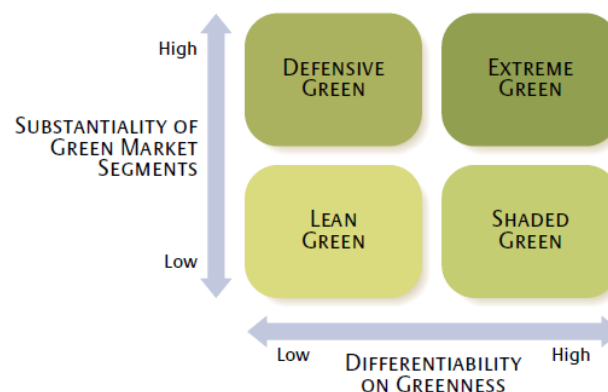 High
DEFENSIVE
GREEN
EXTREME
GREEN
SUBSTANTIALITY OF
GREEN MARKET
SEGMENTS
LEAN
GREEN
SHADED
GREEN
Low
Low
High
DIFFERENTIABILITY
ON GREENNESS